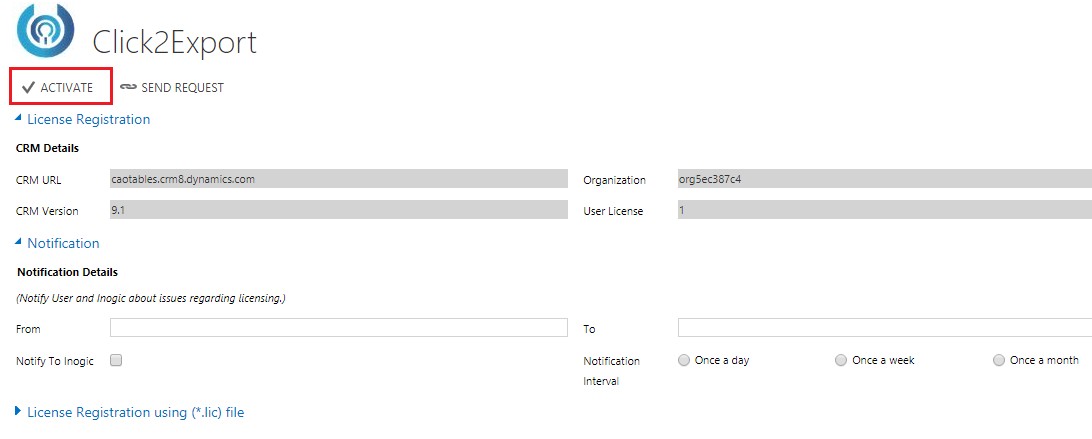 Click2Export
ACTIVATE SEND REQUEST
License Registration
CRM Details
CRM URL caotables.crm8.dynamics.com Organization org5ec387c4
CRM Version 9.1 User License 1
Notification
Notification Details
(Notify User and Inogic about issues regarding licensing.)
From To
Notify To Inogic Notification Interval Once a day Once a week Once a month
License Registration using (*.lic) file